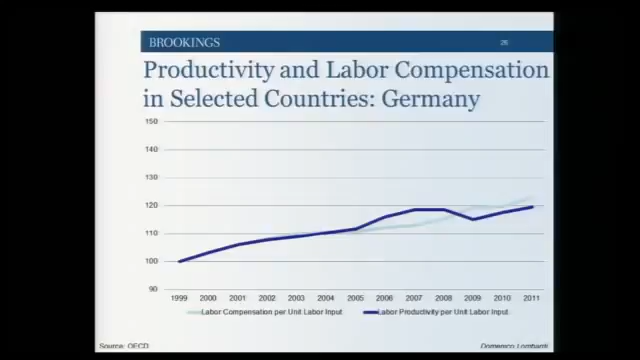 BROOKINGS
26
Productivity and Labor Compensation
in Selected Countries: Germany
150
140
130
120
110
100
90
1999 2000 2001 2002 2003 2004 2005 2006 2007 2008 2009 2010 2011
Labor Compensation per Unit Labor Input Labor Productivity per Unit Labor Input
Source: OECD
Domenico Lombardi